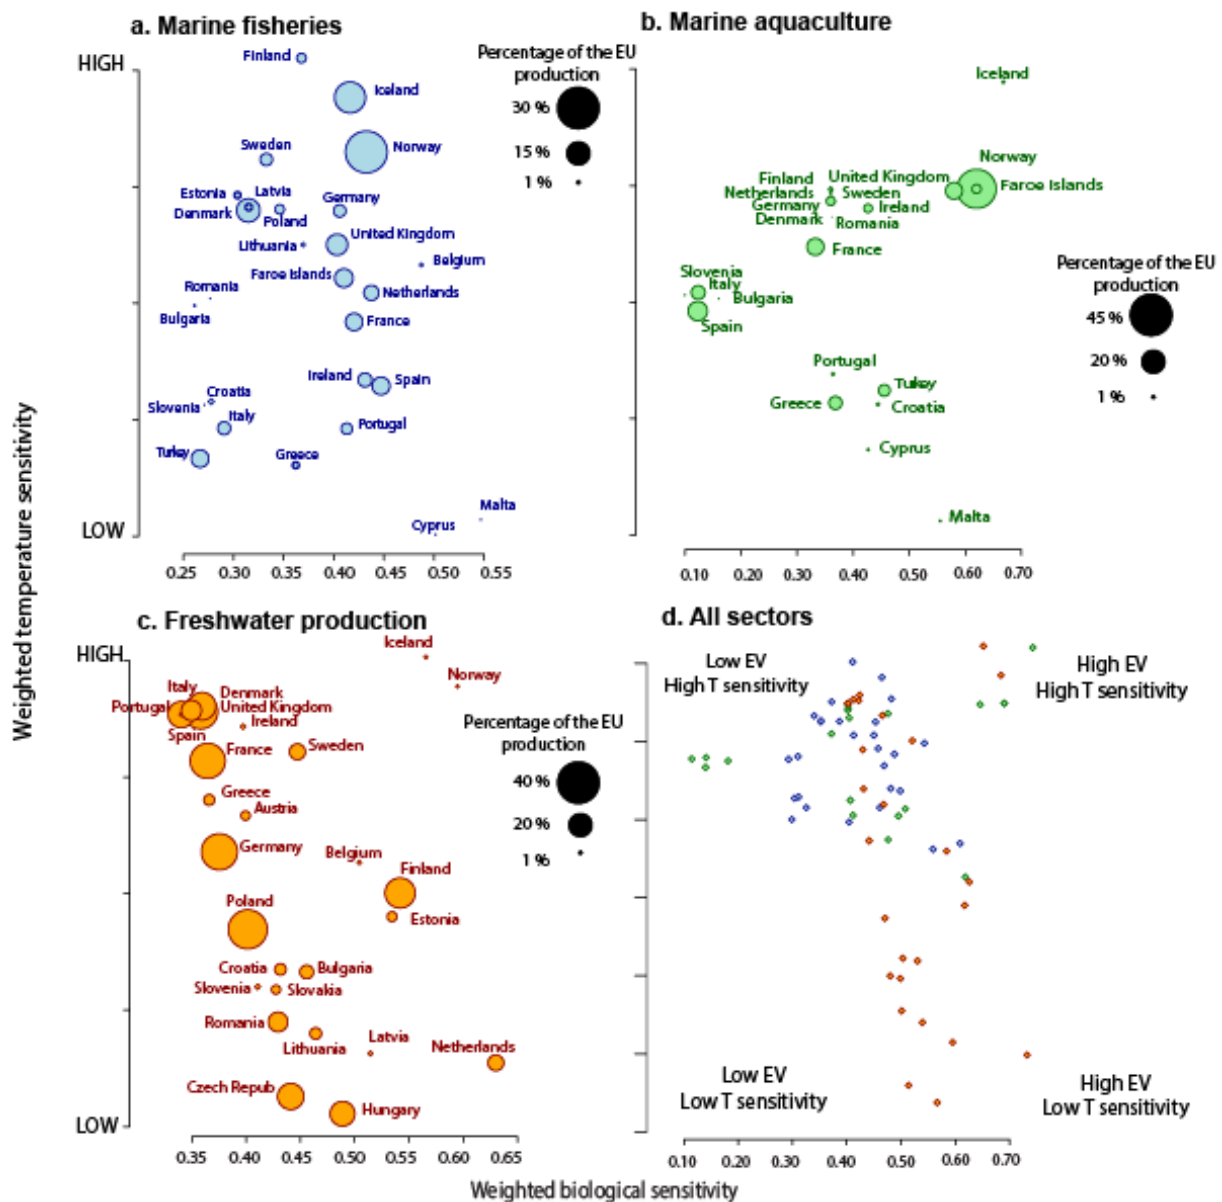 a. Marine fisheries
Percentage of the EU
production
30 %
15 %
1 %
HIGH
LOW
Finland
Iceland
Norway
Sweden
Estonia
Latvia
Denmark
Poland
Germany
Lithuania
United Kingdom
Belgium
Faroe Islands
Netherlands
Romania
Bulgaria
France
Ireland
Spain
Croatia
Slovenia
Italy
Portugal
Turkey
Greece
Malta
Cyprus
0.25 0.30 0.35 0.40 0.45 0.50 0.55
b. Marine aquaculture
Iceland
Norway
Faroe Islands
United Kingdom
Finland
Netherlands
Sweden
Germany
Ireland
Denmark
Romania
France
Slovenia
Italy
Bulgaria
Spain
Portugal
Turkey
Greece
Croatia
Cyprus
Malta
Percentage of the EU
production
45 %
20 %
1 %
0.10 0.20 0.30 0.40 0.50 0.60 0.70
Weighted temperature sensitivity
c. Freshwater production
HIGH
LOW
Iceland
Norway
Italy
Denmark
Portugal
United Kingdom
Ireland
Spain
France
Sweden
Greece
Austria
Germany
Belgium
Finland
Poland
Estonia
Croatia
Bulgaria
Slovenia
Slovakia
Romania
Lithuania
Latvia
Netherlands
Czech Repub
Hungary
Percentage of the EU
production
40 %
20 %
1 %
0.35 0.40 0.45 0.50 0.55 0.60 0.65
d. All sectors
Low EV
High T sensitivity
High EV
High T sensitivity
Low EV
Low T sensitivity
High EV
Low T sensitivity
0.10 0.20 0.30 0.40 0.50 0.60 0.70
Weighted biological sensitivity